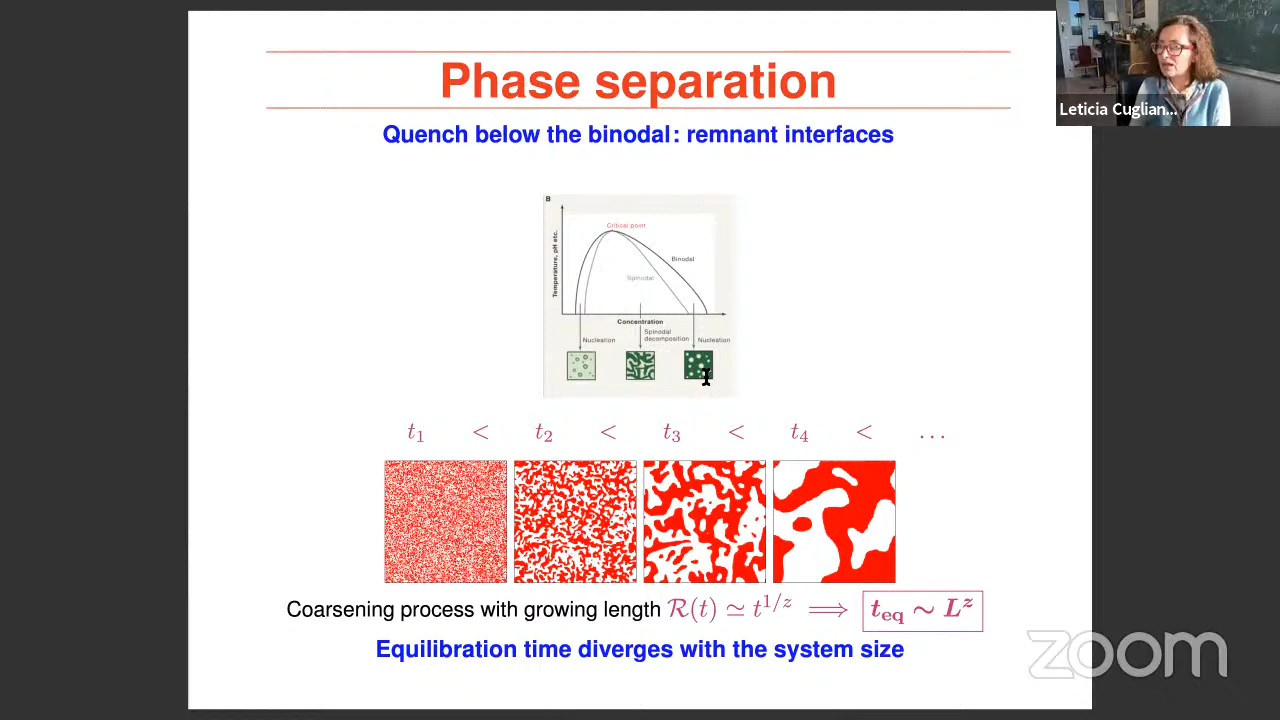 Phase separation
Leticia Cuglian...
Quench below the binodal: remnant interfaces
B
Critical point
Binodal
Spinodal
Temperature, pH etc.
Concentration
Nucleation
Spinodal
decomposition
Nucleation
t₁ < t₂ < t₃ < t₄ < ...
Coarsening process with growing length R(t) ≃ t^{1/z} ⟹ t_eq ∼ L^z
Equilibration time diverges with the system size
zoom